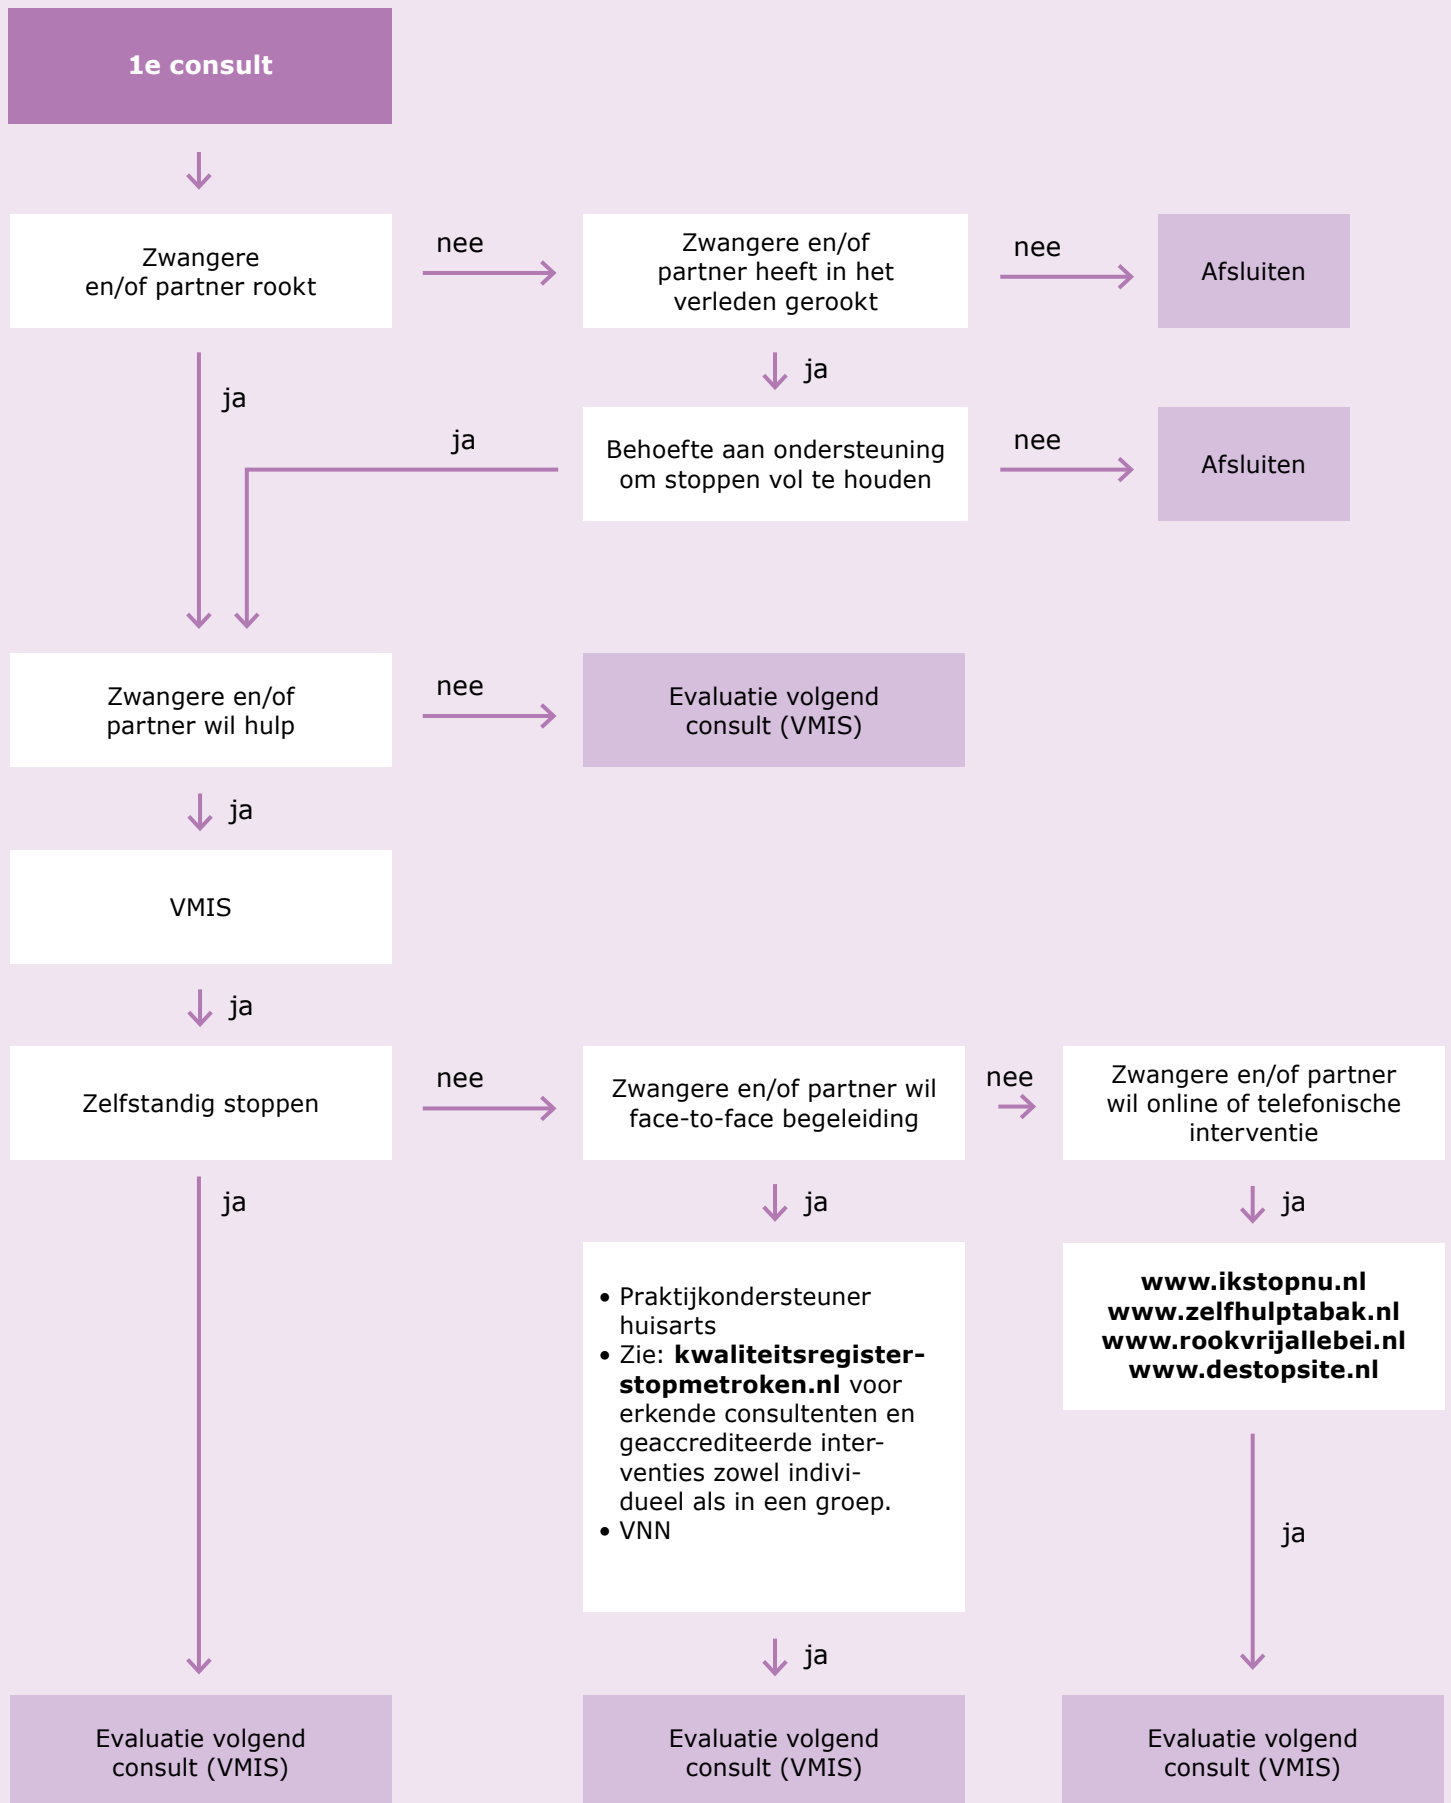 1e consult
Zwangere
en/of partner rookt
nee
Zwangere en/of
partner heeft in het
verleden gerookt
nee
Afsluiten
ja
ja
ja
Behoefte aan ondersteuning
om stoppen vol te houden
nee
Afsluiten
Zwangere en/of
partner wil hulp
nee
Evaluatie volgend
consult (VMIS)
ja
VMIS
ja
Zelfstandig stoppen
nee
Zwangere en/of partner wil
face-to-face begeleiding
nee
Zwangere en/of partner
wil online of telefonische
interventie
ja
ja
ja
• Praktijkondersteuner
huisarts
• Zie: kwaliteitsregister-
stopmetroken.nl voor
erkende consultenten en
geaccrediteerde inter-
venties zowel indivi-
dueel als in een groep.
• VNN
www.ikstopnu.nl
www.zelfhulptabak.nl
www.rookvrijallebei.nl
www.destopsite.nl
ja
ja
Evaluatie volgend
consult (VMIS)
Evaluatie volgend
consult (VMIS)
Evaluatie volgend
consult (VMIS)